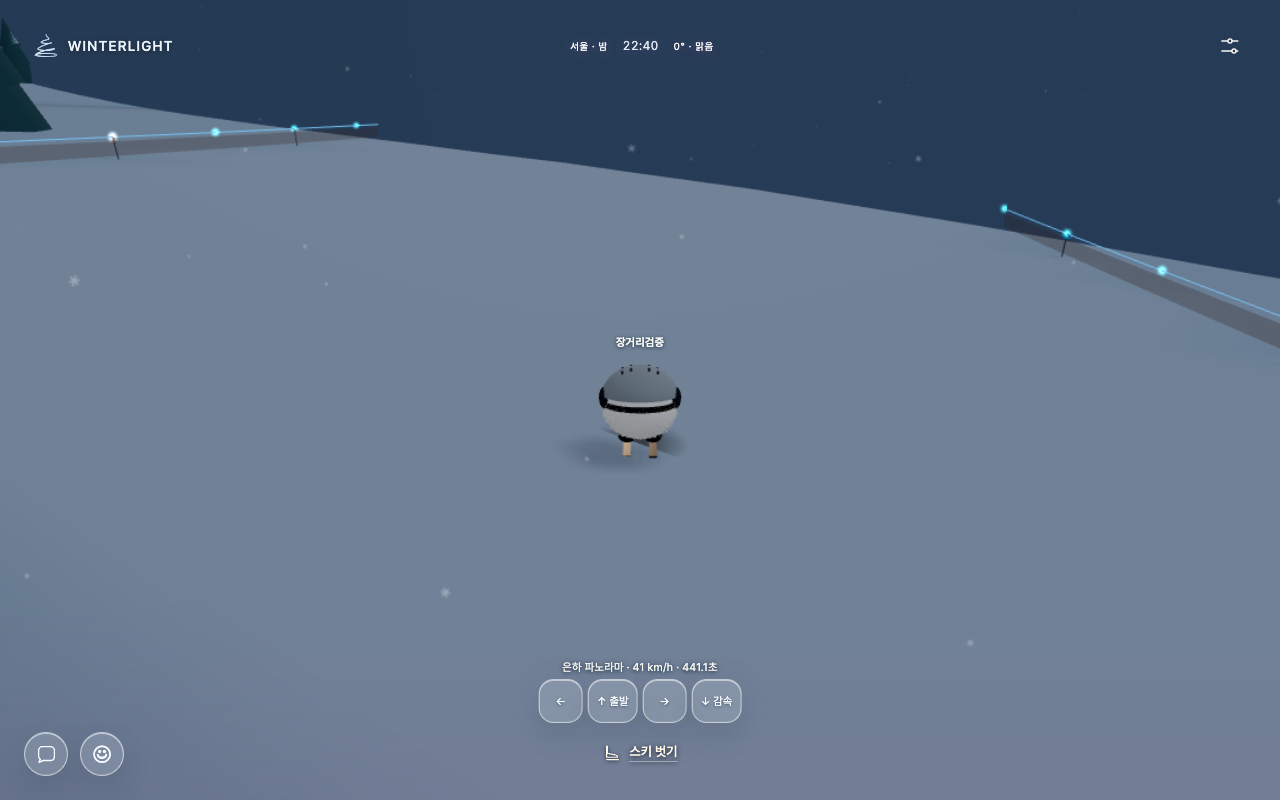 WINTERLIGHT
서울 · 밤 22:40 0° · 맑음
장거리검증
은하 파노라마 · 41 km/h · 441.1초
← ↑ 출발 → ↓ 감속
스키 벗기